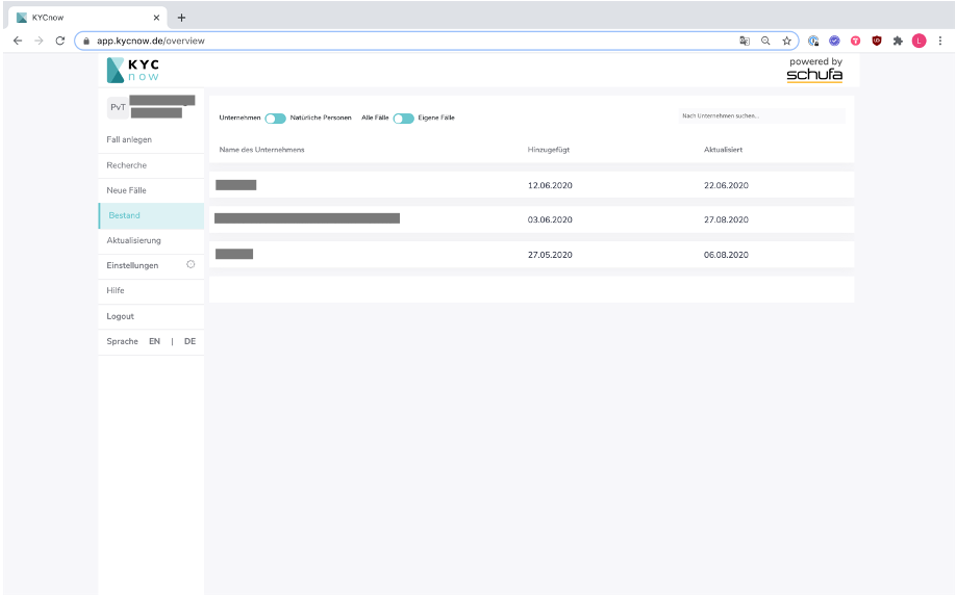 KYCnow
app.kycnow.de/overview
L
KYC
now
powered by
schufa
PvT
Fall anlegen
Recherche
Neue Fälle
Bestand
Aktualisierung
Einstellungen
Hilfe
Logout
Sprache EN | DE
Unternehmen Natürliche Personen Alle Fälle Eigene Fälle
Nach Unternehmen suchen...
Name des Unternehmens Hinzugefügt Aktualisiert
12.06.2020 22.06.2020
03.06.2020 27.08.2020
27.05.2020 06.08.2020